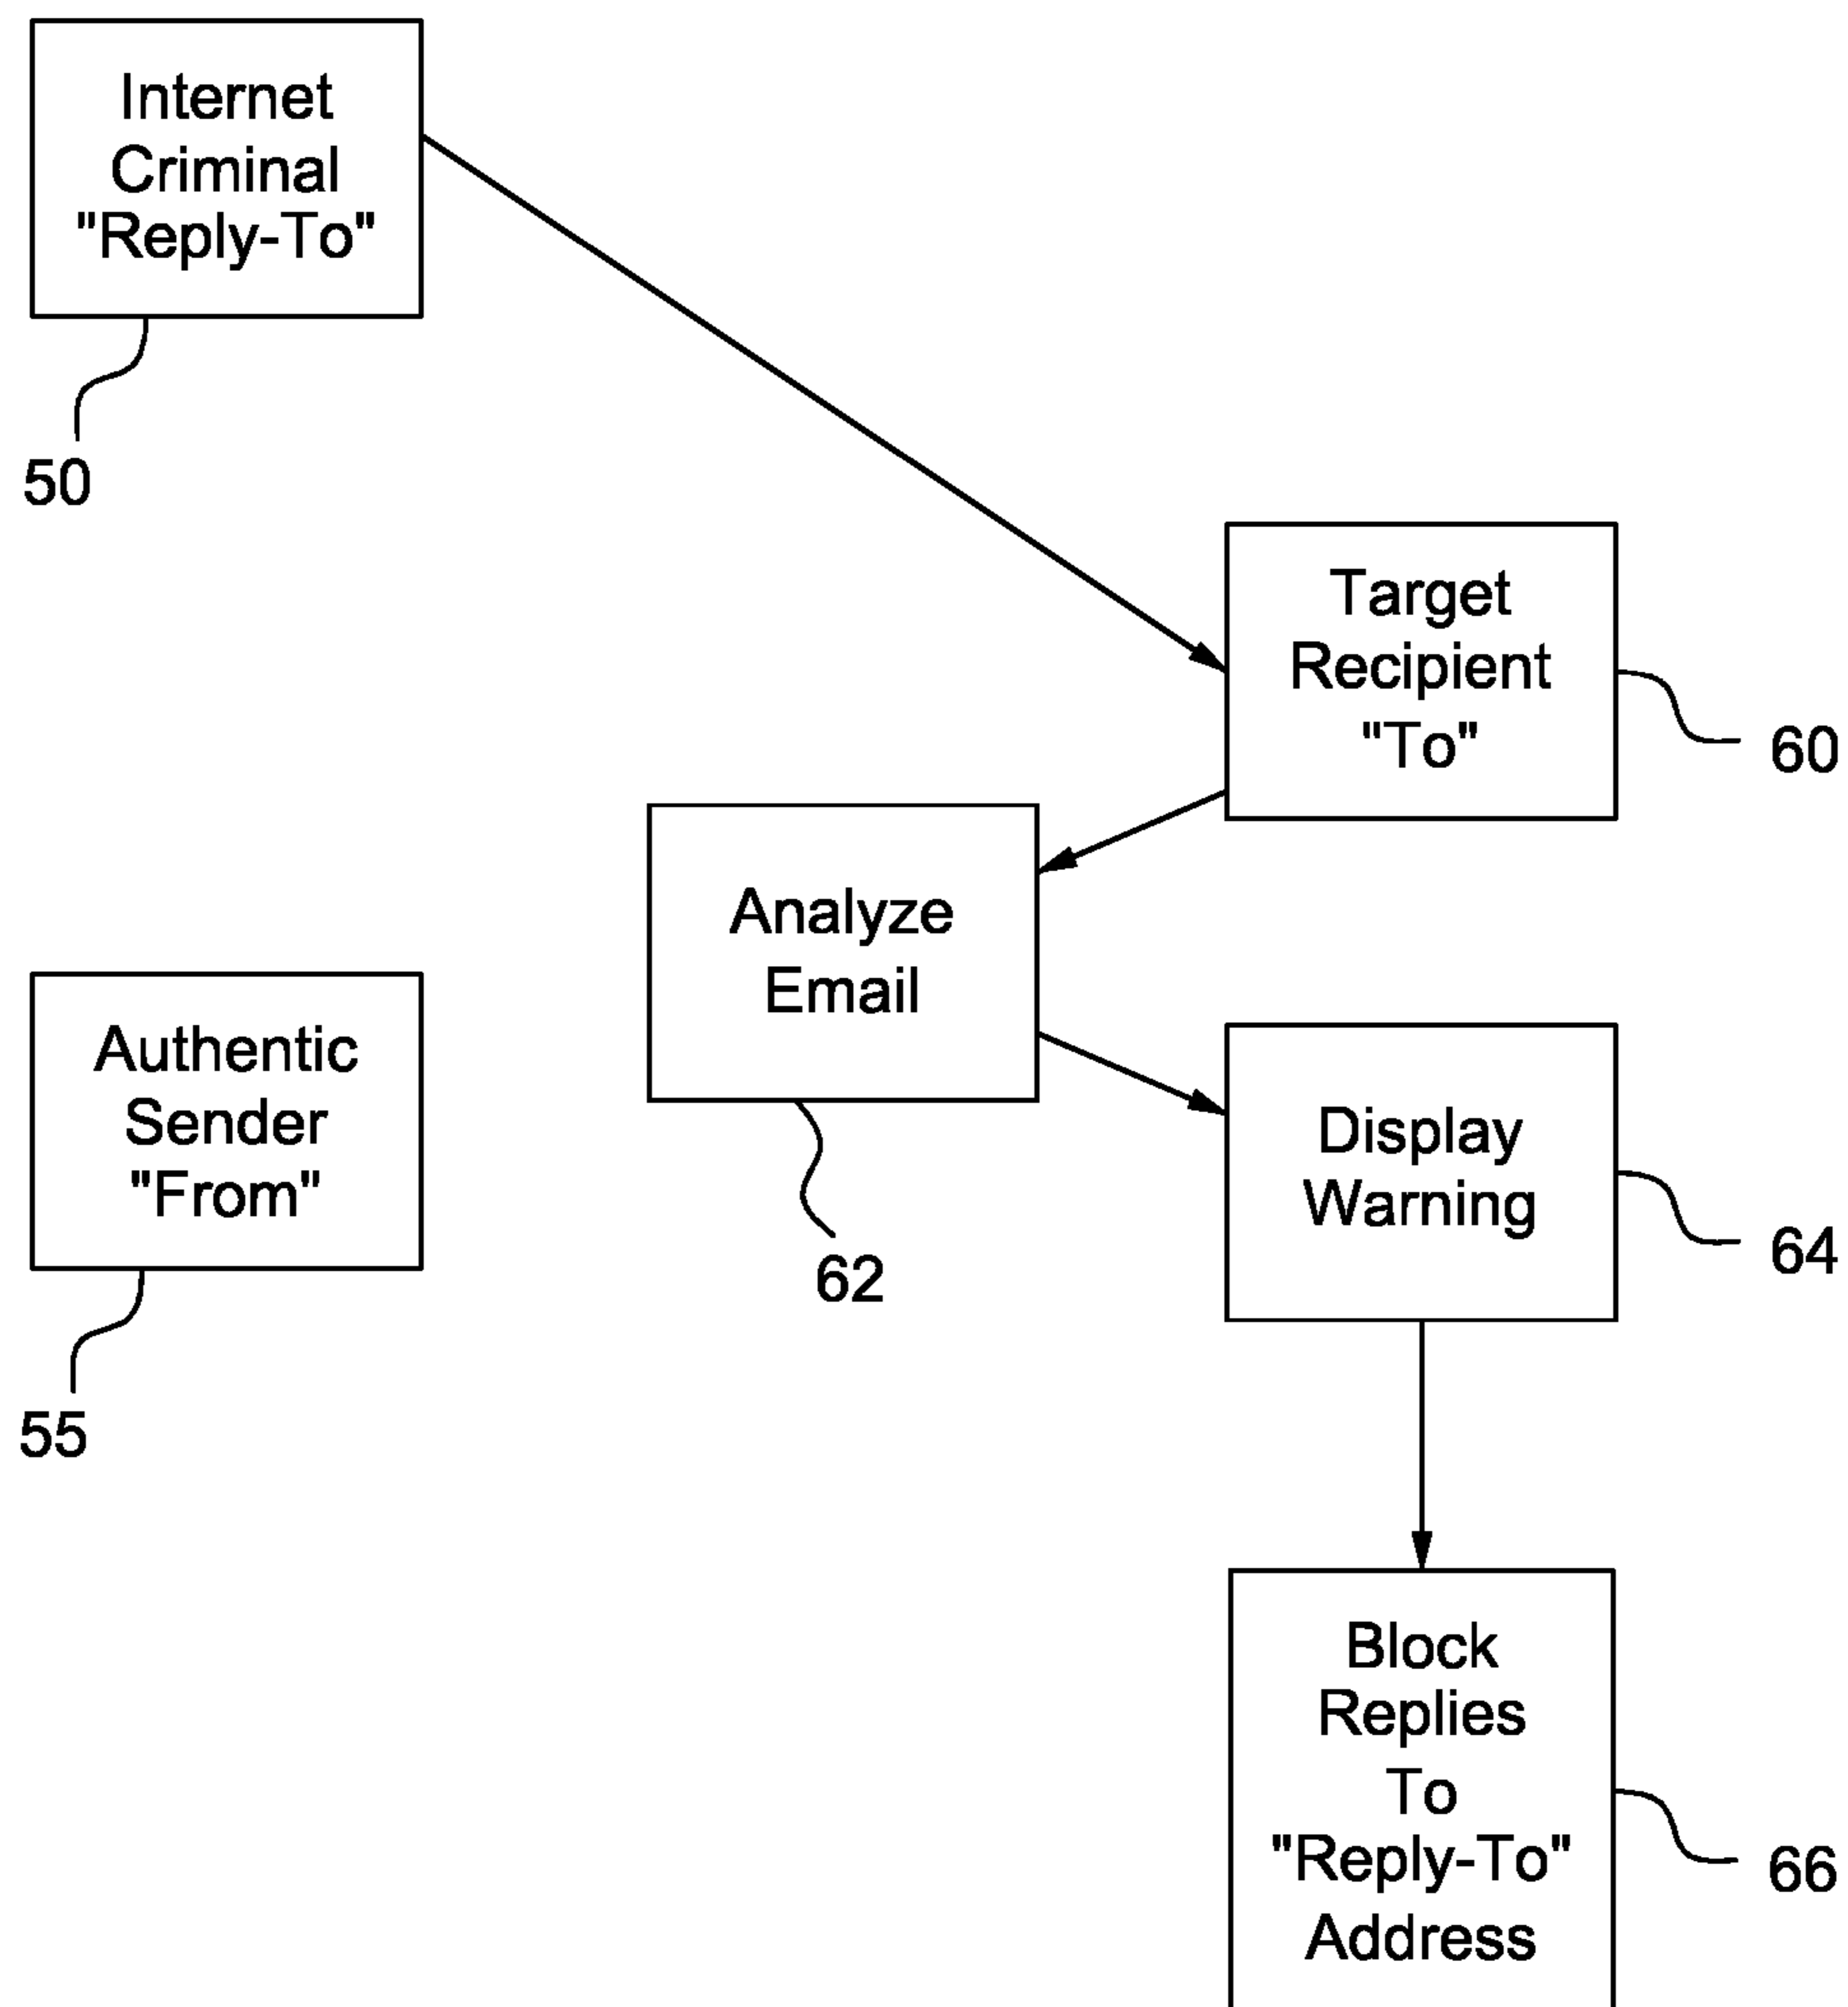 Internet
Criminal
"Reply-To"
50
Target
Recipient
"To"
60
Analyze
Email
62
Authentic
Sender
"From"
55
Display
Warning
64
Block
Replies
To
"Reply-To"
Address
66